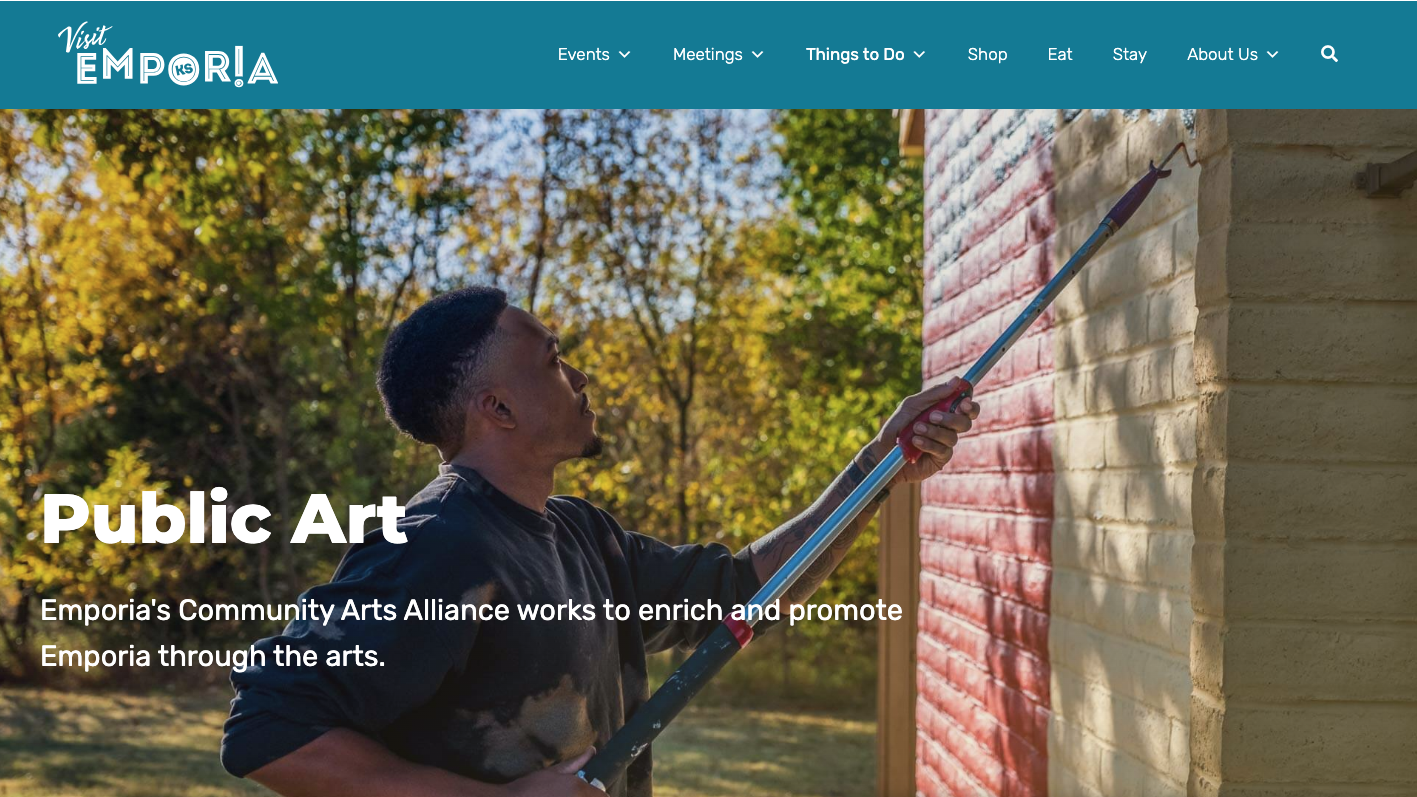 Visit
EMPORIA
KS
Events
Meetings
Things to Do
Shop
Eat
Stay
About Us
Public Art
Emporia's Community Arts Alliance works to enrich and promote
Emporia through the arts.